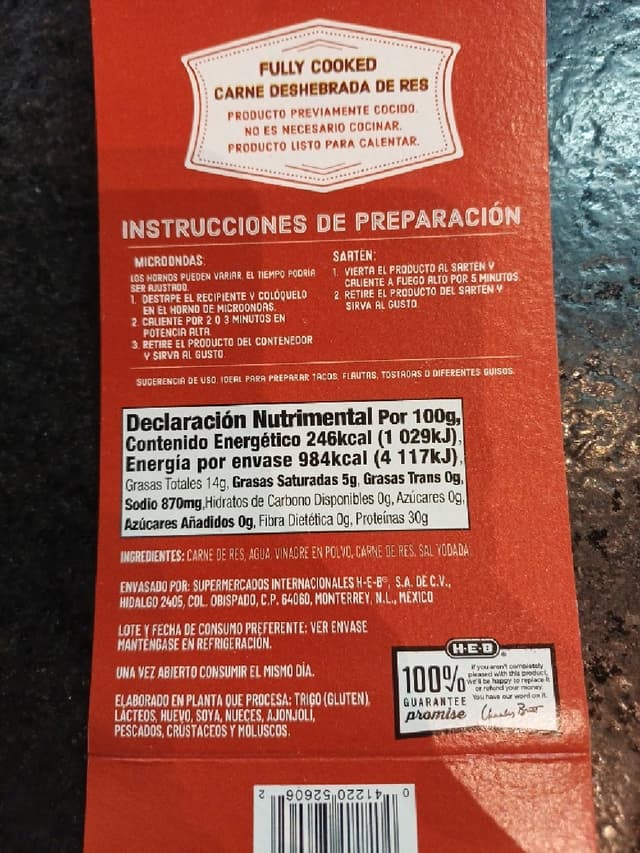 FULLY COOKED
CARNE DESHEBRADA DE RES
PRODUCTO PREVIAMENTE COCIDO.
NO ES NECESARIO COCINAR.
PRODUCTO LISTO PARA CALENTAR.
INSTRUCCIONES DE PREPARACIÓN
MICROONDAS:
LOS HORNOS PUEDEN VARIAR, EL TIEMPO PODRÍA
SER AJUSTADO.
1. DESTAPE EL RECIPIENTE Y COLÓQUELO
EN EL HORNO DE MICROONDAS.
2. CALIENTE POR 2 O 3 MINUTOS EN
POTENCIA ALTA.
3. RETIRE EL PRODUCTO DEL CONTENEDOR
Y SIRVA AL GUSTO.
SARTÉN:
1. VIERTA EL PRODUCTO AL SARTÉN Y
CALIENTE A FUEGO ALTO POR 5 MINUTOS.
2. RETIRE EL PRODUCTO DEL SARTÉN Y
SIRVA AL GUSTO.
SUGERENCIA DE USO: IDEAL PARA PREPARAR TACOS, FLAUTAS, TOSTADAS O DIFERENTES GUISOS.
Declaración Nutrimental Por 100g,
Contenido Energético 246kcal (1 029kJ),
Energía por envase 984kcal (4 117kJ),
Grasas Totales 14g, Grasas Saturadas 5g, Grasas Trans 0g,
Sodio 870mg,Hidratos de Carbono Disponibles 0g, Azúcares 0g,
Azúcares Añadidos 0g, Fibra Dietética 0g, Proteínas 30g
INGREDIENTES: CARNE DE RES, AGUA, VINAGRE EN POLVO, CARNE DE RES, SAL YODADA
ENVASADO POR: SUPERMERCADOS INTERNACIONALES H-E-B®, S.A. DE C.V.,
HIDALGO 2405, COL. OBISPADO, C.P. 64060, MONTERREY, N.L., MÉXICO
LOTE Y FECHA DE CONSUMO PREFERENTE: VER ENVASE
MANTÉNGASE EN REFRIGERACIÓN.
UNA VEZ ABIERTO CONSUMIR EL MISMO DÍA.
ELABORADO EN PLANTA QUE PROCESA: TRIGO (GLUTEN),
LÁCTEOS, HUEVO, SOYA, NUECES, AJONJOLÍ,
PESCADOS, CRUSTÁCEOS Y MOLUSCOS.
H-E-B®
100%
GUARANTEE
promise
If you aren't completely
pleased with this product,
we'll be happy to replace it
or refund your money.
You have our word on it.
0 41220 52606 2